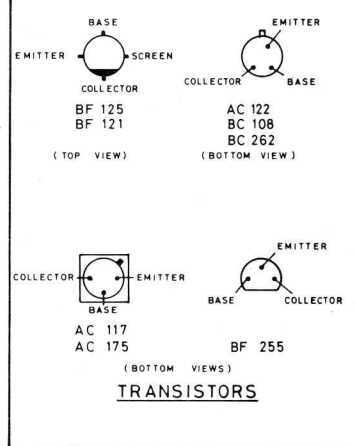 BASE
EMITTER
SCREEN
COLLECTOR
BF 125
BF 121
(TOP VIEW)
EMITTER
COLLECTOR
BASE
AC 122
BC 108
BC 262
(BOTTOM VIEW)
COLLECTOR
EMITTER
BASE
AC 117
AC 175
EMITTER
BASE
COLLECTOR
BF 255
(BOTTOM VIEWS)
TRANSISTORS